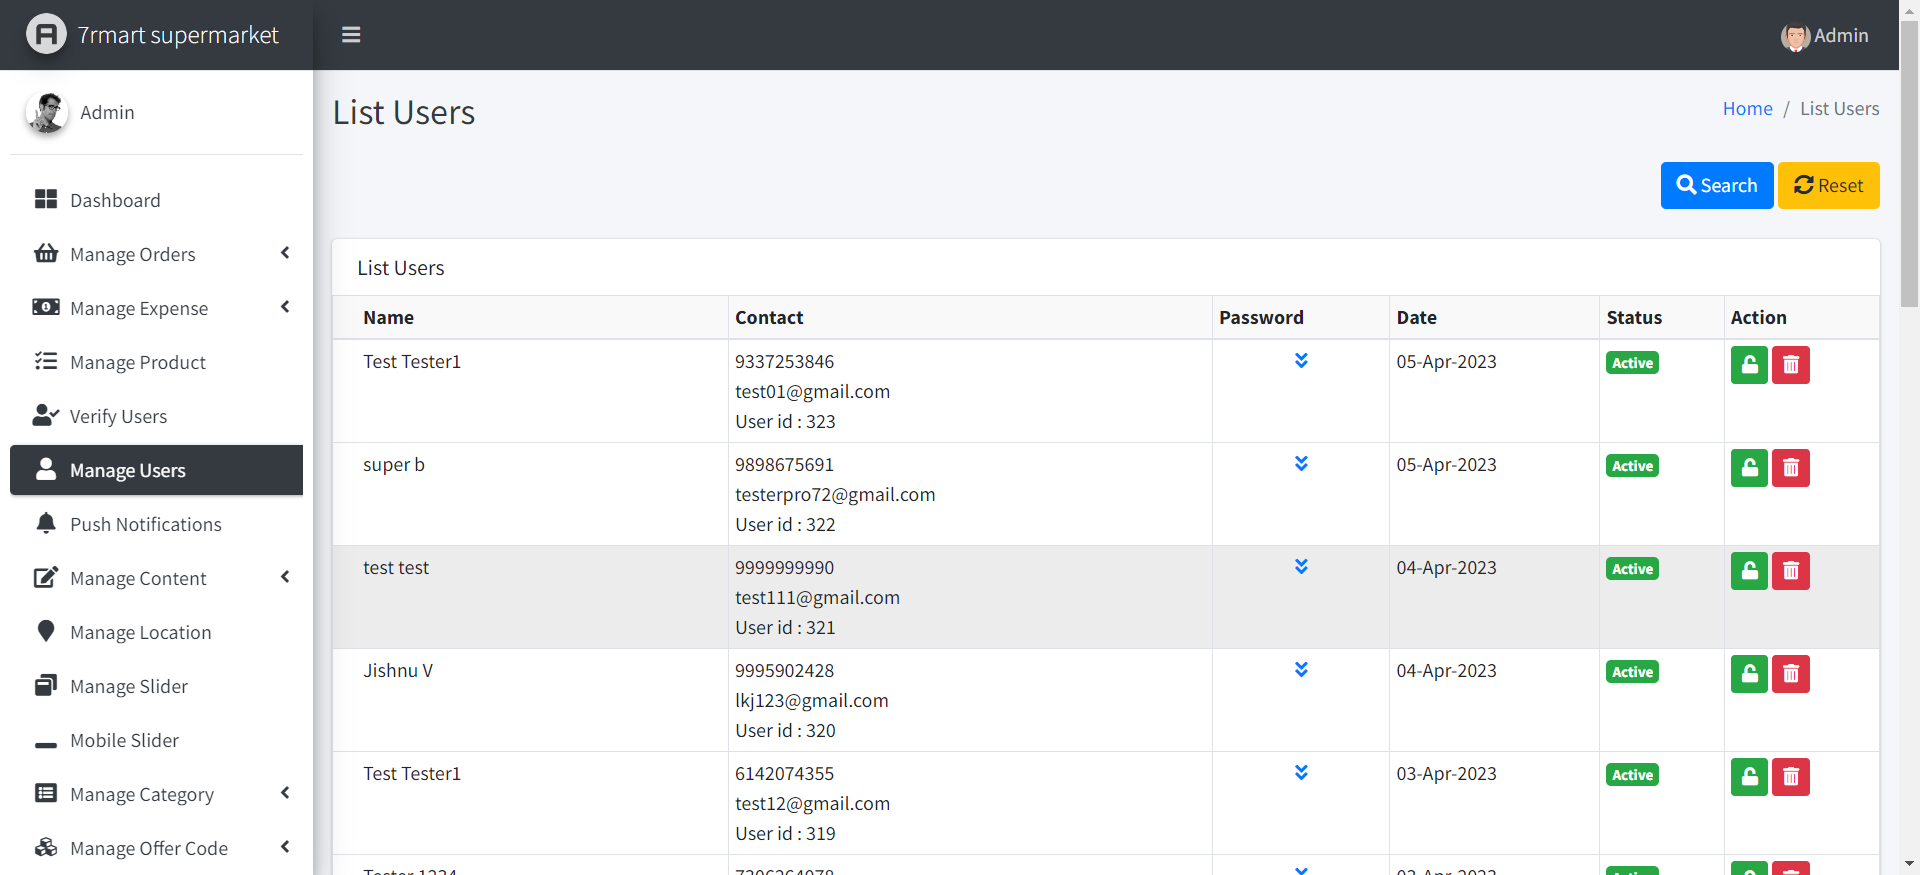 7rmart supermarket
Admin
Admin
Dashboard
Manage Orders
Manage Expense
Manage Product
Verify Users
Manage Users
Push Notifications
Manage Content
Manage Location
Manage Slider
Mobile Slider
Manage Category
Manage Offer Code
List Users
Home / List Users
Search Reset
List Users
Name Contact Password Date Status Action
Test Tester1 9337253846 05-Apr-2023 Active
test01@gmail.com
User id : 323
super b 9898675691 05-Apr-2023 Active
testerpro72@gmail.com
User id : 322
test test 9999999990 04-Apr-2023 Active
test111@gmail.com
User id : 321
Jishnu V 9995902428 04-Apr-2023 Active
lkj123@gmail.com
User id : 320
Test Tester1 6142074355 03-Apr-2023 Active
test12@gmail.com
User id : 319